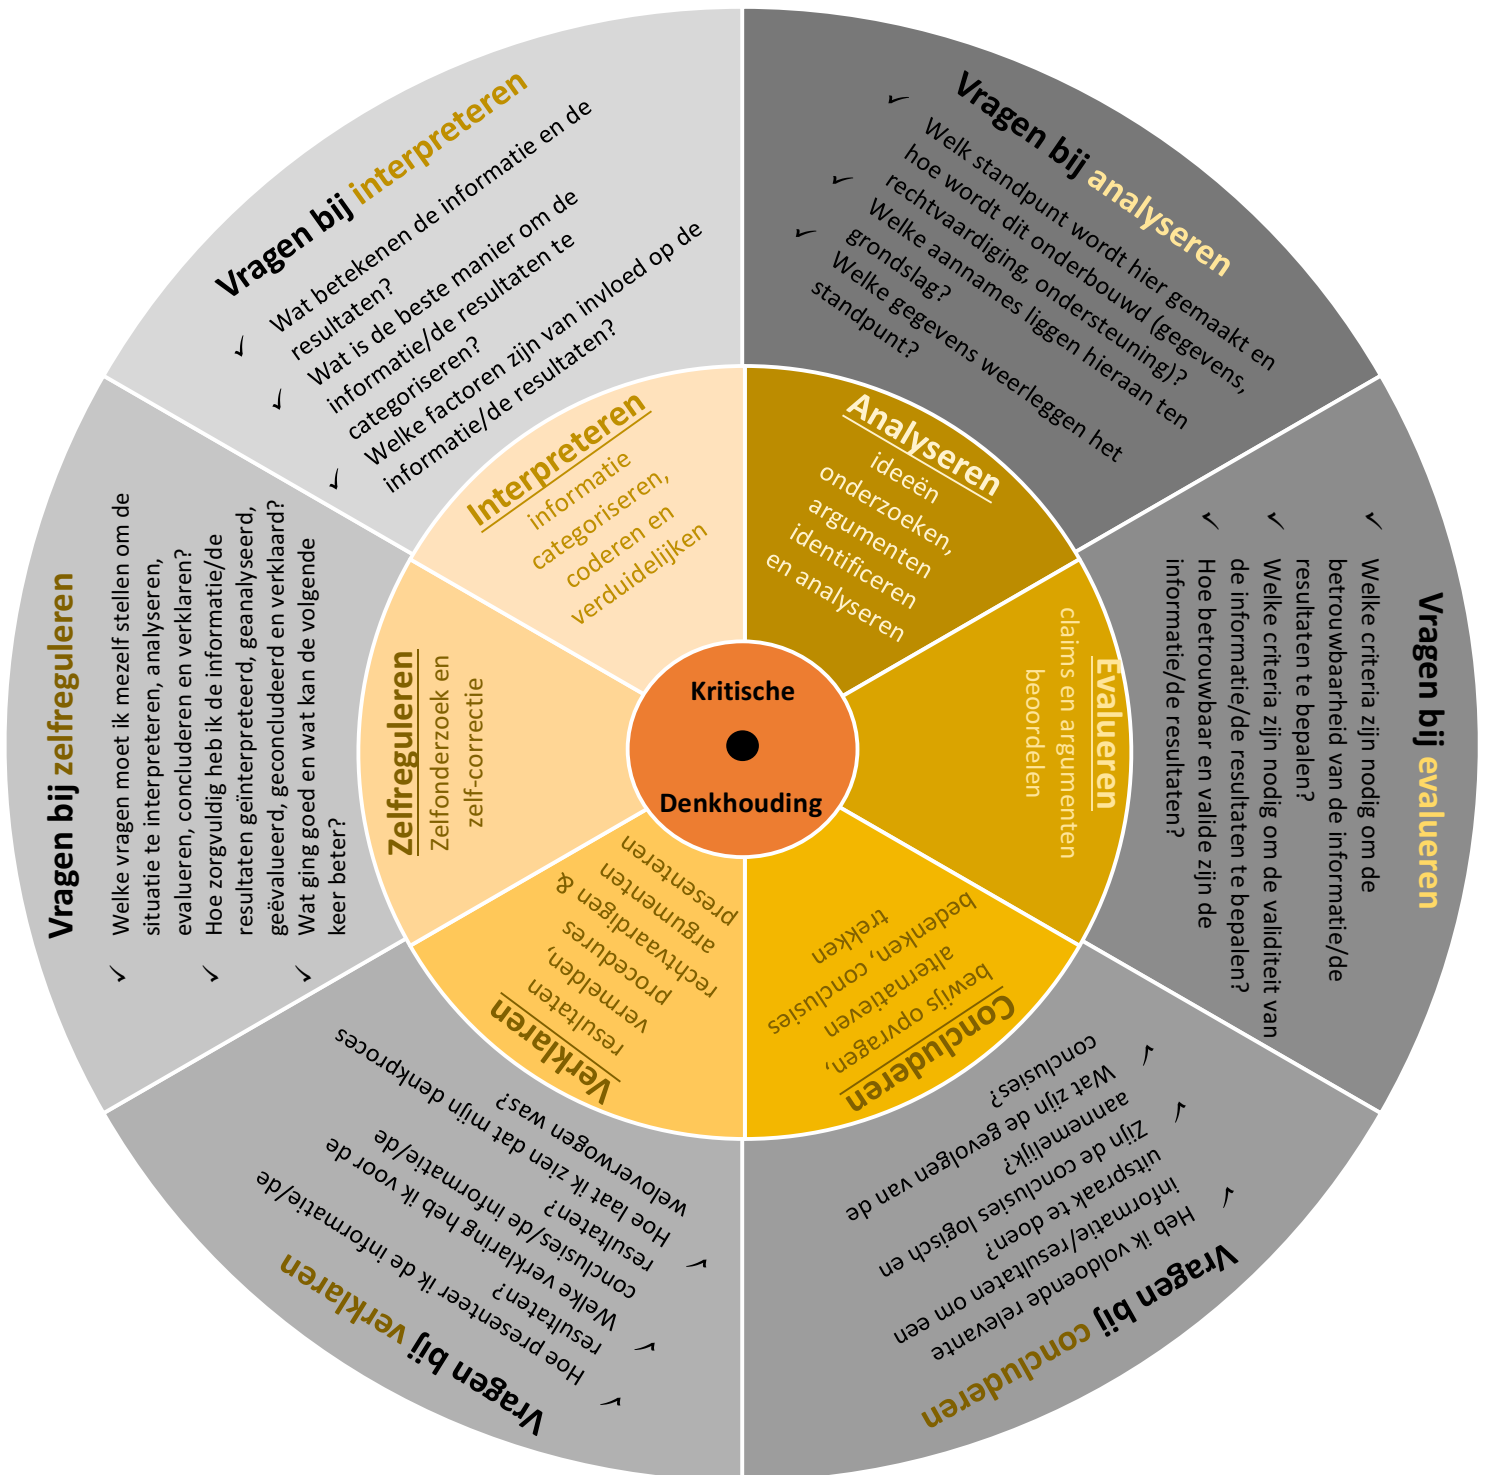 Kritische
Denkhouding
Interpreteren
informatie
categoriseren,
coderen en
verduidelijken
Vragen bij interpreteren
✓ Wat betekenen de informatie en de
resultaten?
✓ Wat is de beste manier om de
informatie/de resultaten te
categoriseren?
✓ Welke factoren zijn van invloed op de
informatie/de resultaten?
Analyseren
ideeën
onderzoeken,
argumenten
identificeren
en analyseren
Vragen bij analyseren
✓ Welk standpunt wordt hier gemaakt en
hoe wordt dit onderbouwd (gegevens,
rechtvaardiging, ondersteuning)?
✓ Welke aannames liggen hieraan ten
grondslag?
✓ Welke gegevens weerleggen het
standpunt?
Evalueren
claims en argumenten
beoordelen
Vragen bij evalueren
✓ Welke criteria zijn nodig om de
betrouwbaarheid van de informatie/de
resultaten te bepalen?
✓ Welke criteria zijn nodig om de validiteit van
de informatie/de resultaten te bepalen?
✓ Hoe betrouwbaar en valide zijn de
informatie/de resultaten?
Concluderen
bewijs opvragen,
alternatieven
bedenken, conclusies
trekken
Vragen bij concluderen
✓ Heb ik voldoende relevante
informatie/resultaten om een
uitspraak te doen?
✓ Zijn de conclusies logisch en
aannemelijk?
✓ Wat zijn de gevolgen van de
conclusies?
Verklaren
resultaten
vermelden,
procedures
rechtvaardigen &
argumenten
presenteren
Vragen bij verklaren
✓ Hoe presenteer ik de informatie/de
resultaten?
✓ Welke verklaring heb ik voor de
conclusies/de informatie/de
resultaten?
✓ Hoe laat ik zien dat mijn denkproces
weloverwogen was?
Zelfreguleren
Zelfonderzoek en
zelf-correctie
Vragen bij zelfreguleren
✓ Welke vragen moet ik mezelf stellen om de
situatie te interpreteren, analyseren,
evalueren, concluderen en verklaren?
✓ Hoe zorgvuldig heb ik de informatie/de
resultaten geïnterpreteerd, geanalyseerd,
geëvalueerd, geconcludeerd en verklaard?
✓ Wat ging goed en wat kan de volgende
keer beter?